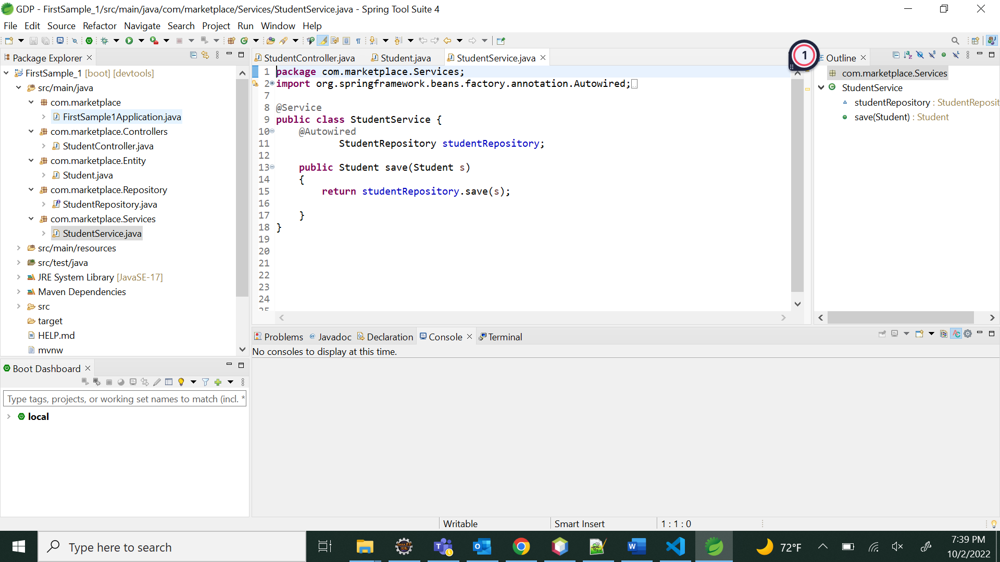 GDP - FirstSample_1/src/main/java/com/marketplace/Services/StudentService.java - Spring Tool Suite 4
File Edit Source Refactor Navigate Search Project Run Window Help
Package Explorer
FirstSample_1 [boot] [devtools]
src/main/java
com.marketplace
FirstSample1Application.java
com.marketplace.Controllers
StudentController.java
com.marketplace.Entity
Student.java
com.marketplace.Repository
StudentRepository.java
com.marketplace.Services
StudentService.java
src/main/resources
src/test/java
JRE System Library [JavaSE-17]
Maven Dependencies
src
target
HELP.md
mvnw
StudentController.java Student.java StudentService.java
1 package com.marketplace.Services;
2 import org.springframework.beans.factory.annotation.Autowired;
7
8 @Service
9 public class StudentService {
10 @Autowired
11 StudentRepository studentRepository;
12
13 public Student save(Student s)
14 {
15 return studentRepository.save(s);
16
17 }
18 }
19
20
21
22
23
24
25
1
Outline
com.marketplace.Services
StudentService
studentRepository : StudentReposit
save(Student) : Student
Problems Javadoc Declaration Console Terminal
No consoles to display at this time.
Boot Dashboard
Type tags, projects, or working set names to match (incl. *
local
Writable Smart Insert 1 : 1 : 0
Type here to search
72°F
7:39 PM
10/2/2022